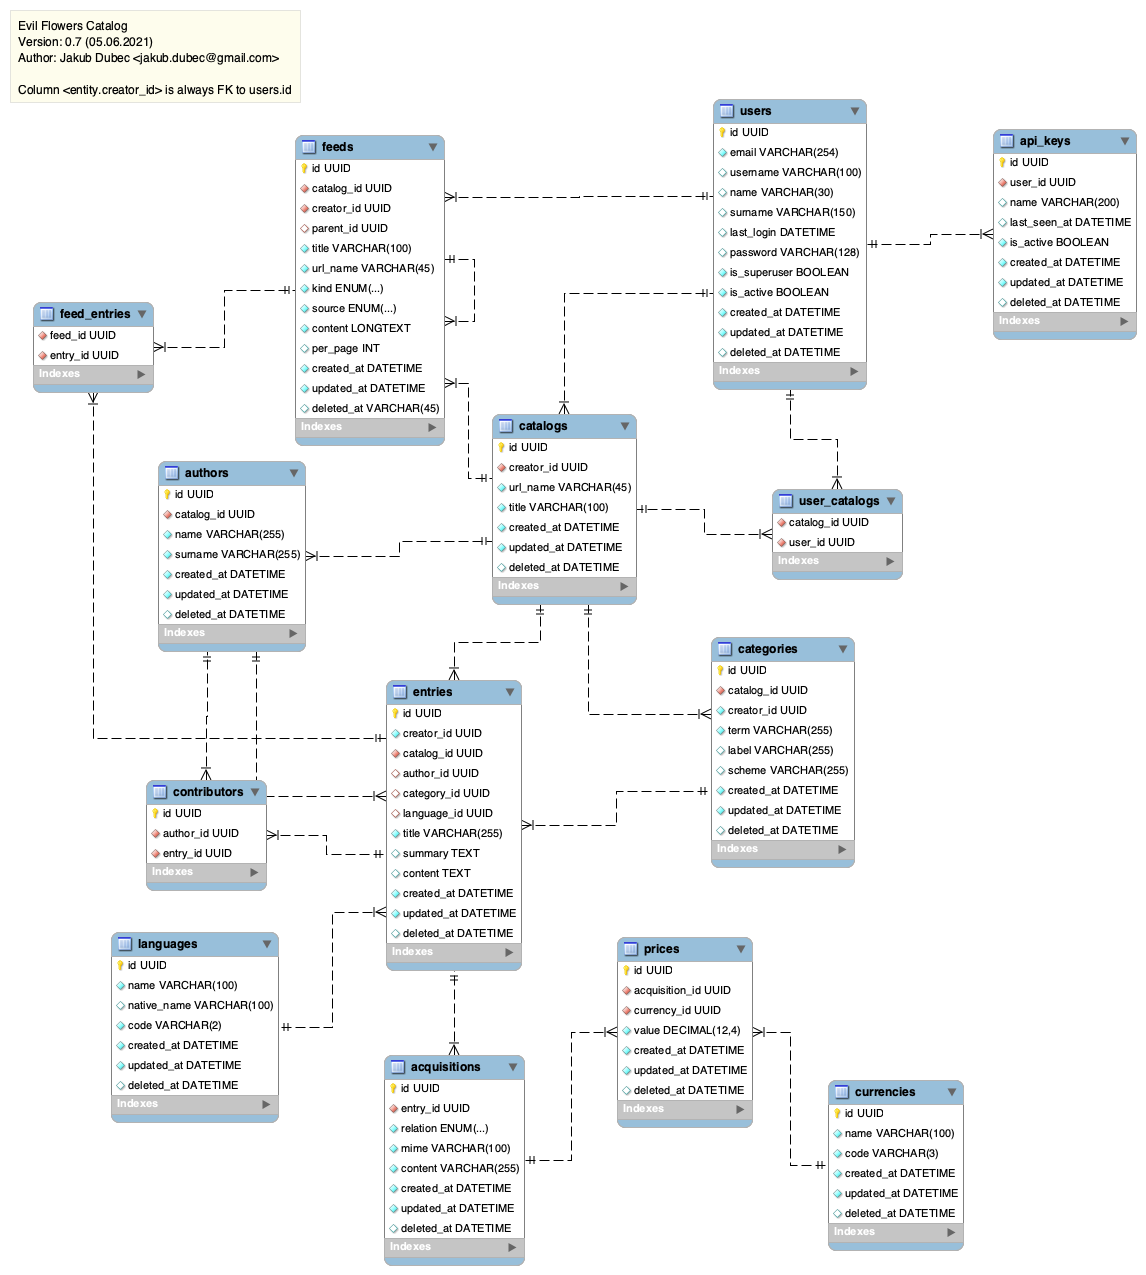 Evil Flowers Catalog
Version: 0.7 (05.06.2021)
Author: Jakub Dubec <jakub.dubec@gmail.com>
Column <entity.creator_id> is always FK to users.id
users
id UUID
email VARCHAR(254)
username VARCHAR(100)
name VARCHAR(30)
surname VARCHAR(150)
last_login DATETIME
password VARCHAR(128)
is_superuser BOOLEAN
is_active BOOLEAN
created_at DATETIME
updated_at DATETIME
deleted_at DATETIME
Indexes
api_keys
id UUID
user_id UUID
name VARCHAR(200)
last_seen_at DATETIME
is_active BOOLEAN
created_at DATETIME
updated_at DATETIME
deleted_at DATETIME
Indexes
feeds
id UUID
catalog_id UUID
creator_id UUID
parent_id UUID
title VARCHAR(100)
url_name VARCHAR(45)
kind ENUM(...)
source ENUM(...)
content LONGTEXT
per_page INT
created_at DATETIME
updated_at DATETIME
deleted_at VARCHAR(45)
Indexes
feed_entries
feed_id UUID
entry_id UUID
Indexes
catalogs
id UUID
creator_id UUID
url_name VARCHAR(45)
title VARCHAR(100)
created_at DATETIME
updated_at DATETIME
deleted_at DATETIME
Indexes
user_catalogs
catalog_id UUID
user_id UUID
Indexes
authors
id UUID
catalog_id UUID
name VARCHAR(255)
surname VARCHAR(255)
created_at DATETIME
updated_at DATETIME
deleted_at DATETIME
Indexes
categories
id UUID
catalog_id UUID
creator_id UUID
term VARCHAR(255)
label VARCHAR(255)
scheme VARCHAR(255)
created_at DATETIME
updated_at DATETIME
deleted_at DATETIME
Indexes
entries
id UUID
creator_id UUID
catalog_id UUID
author_id UUID
category_id UUID
language_id UUID
title VARCHAR(255)
summary TEXT
content TEXT
created_at DATETIME
updated_at DATETIME
deleted_at DATETIME
Indexes
contributors
id UUID
author_id UUID
entry_id UUID
Indexes
languages
id UUID
name VARCHAR(100)
native_name VARCHAR(100)
code VARCHAR(2)
created_at DATETIME
updated_at DATETIME
deleted_at DATETIME
Indexes
prices
id UUID
acquisition_id UUID
currency_id UUID
value DECIMAL(12,4)
created_at DATETIME
updated_at DATETIME
deleted_at DATETIME
Indexes
acquisitions
id UUID
entry_id UUID
relation ENUM(...)
mime VARCHAR(100)
content VARCHAR(255)
created_at DATETIME
updated_at DATETIME
deleted_at DATETIME
Indexes
currencies
id UUID
name VARCHAR(100)
code VARCHAR(3)
created_at DATETIME
updated_at DATETIME
deleted_at DATETIME
Indexes